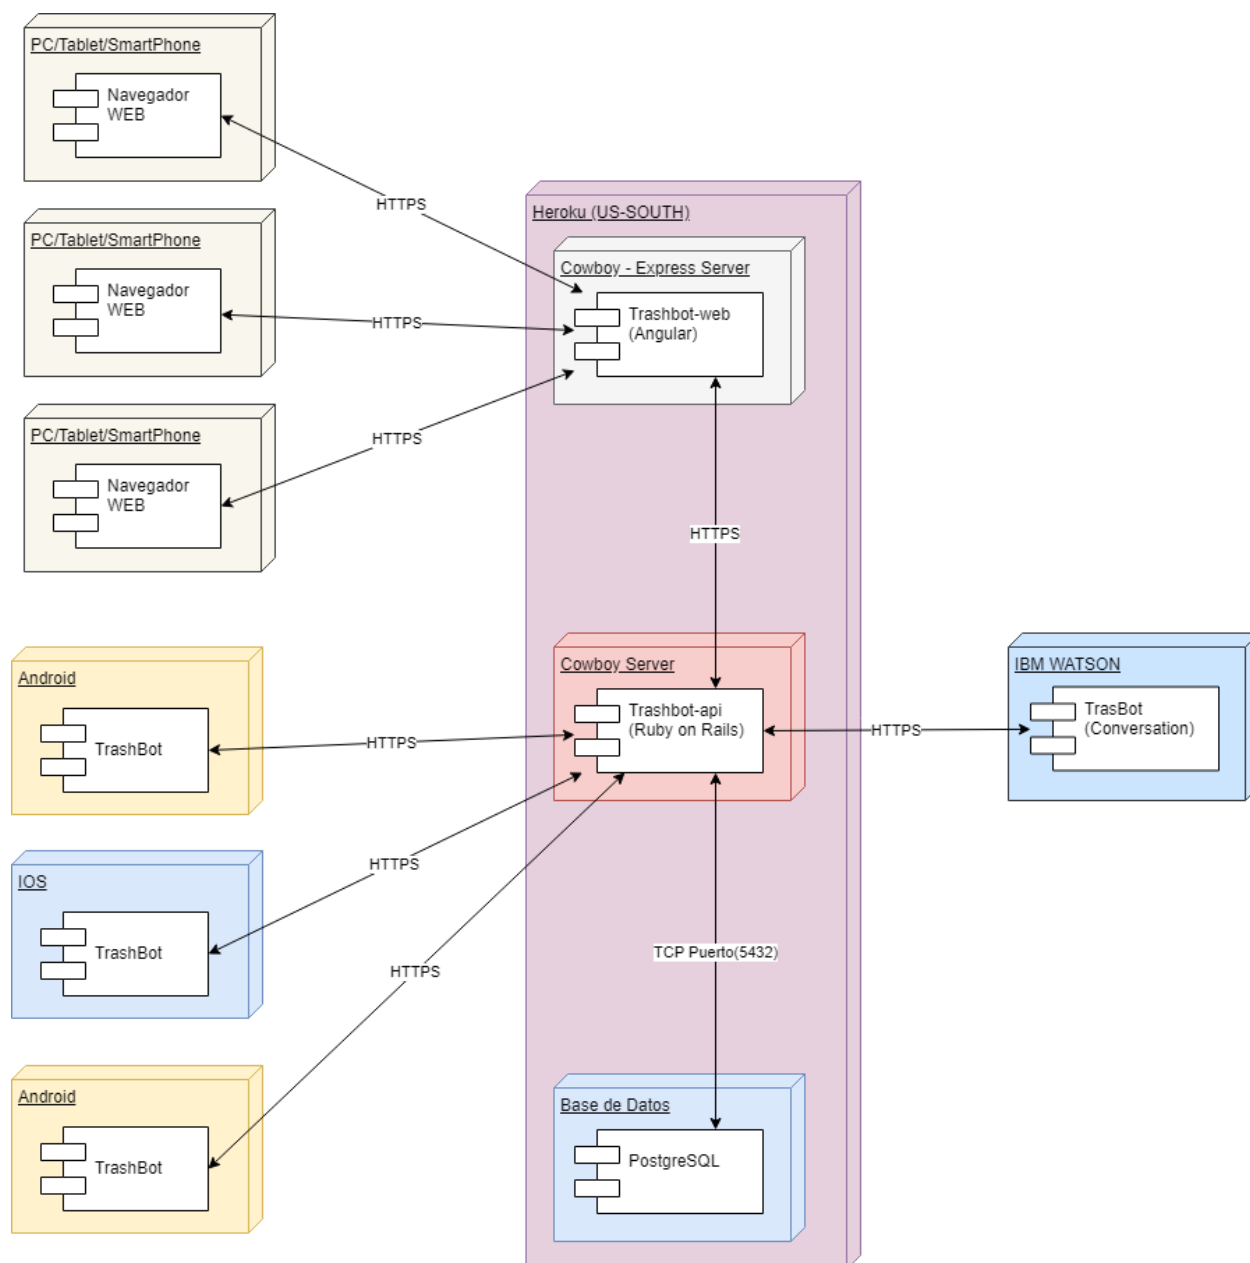 PC/Tablet/SmartPhone
Navegador
WEB
HTTPS
PC/Tablet/SmartPhone
Navegador
WEB
HTTPS
PC/Tablet/SmartPhone
Navegador
WEB
HTTPS
Heroku (US-SOUTH)
Cowboy - Express Server
Trashbot-web
(Angular)
HTTPS
Cowboy Server
Trashbot-api
(Ruby on Rails)
HTTPS
IBM WATSON
TrasBot
(Conversation)
Android
TrashBot
HTTPS
IOS
TrashBot
HTTPS
Android
TrashBot
HTTPS
TCP Puerto(5432)
Base de Datos
PostgreSQL